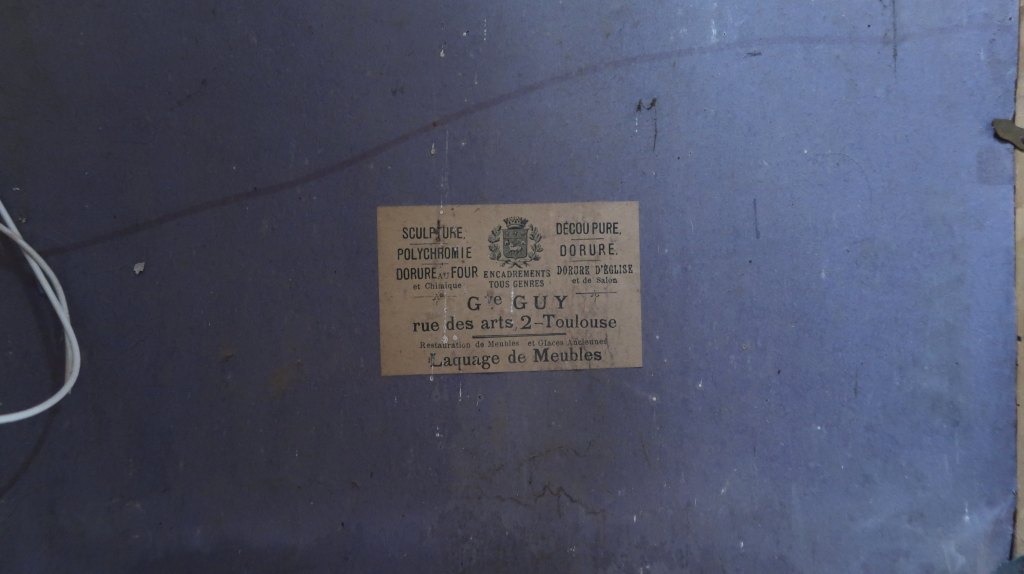 SCULPTURE.
POLYCHROMIE
DORURE AU FOUR
et Chimique
ENCADREMENTS
TOUS GENRES
DÉCOUPURE.
DORURE.
DORURE D'ÉGLISE
et de Salon
Gve GUY
rue des arts, 2-Toulouse
Restauration de Meubles et Glaces Anciennes
Laquage de Meubles